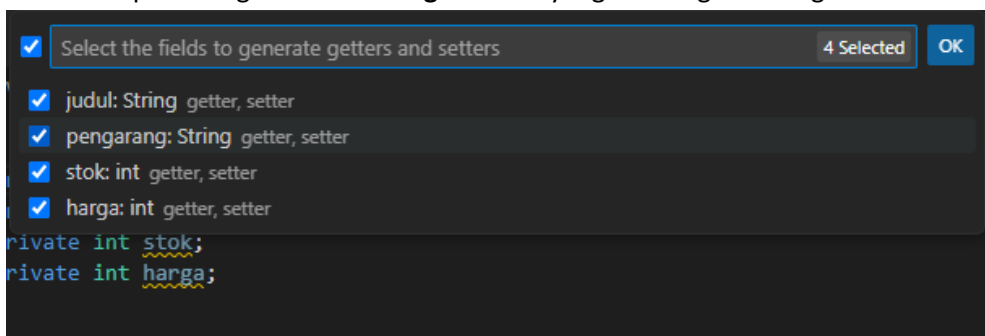 Select the fields to generate getters and setters 4 Selected OK
judul: String getter, setter
pengarang: String getter, setter
stok: int getter, setter
harga: int getter, setter
rivate int stok;
rivate int harga;